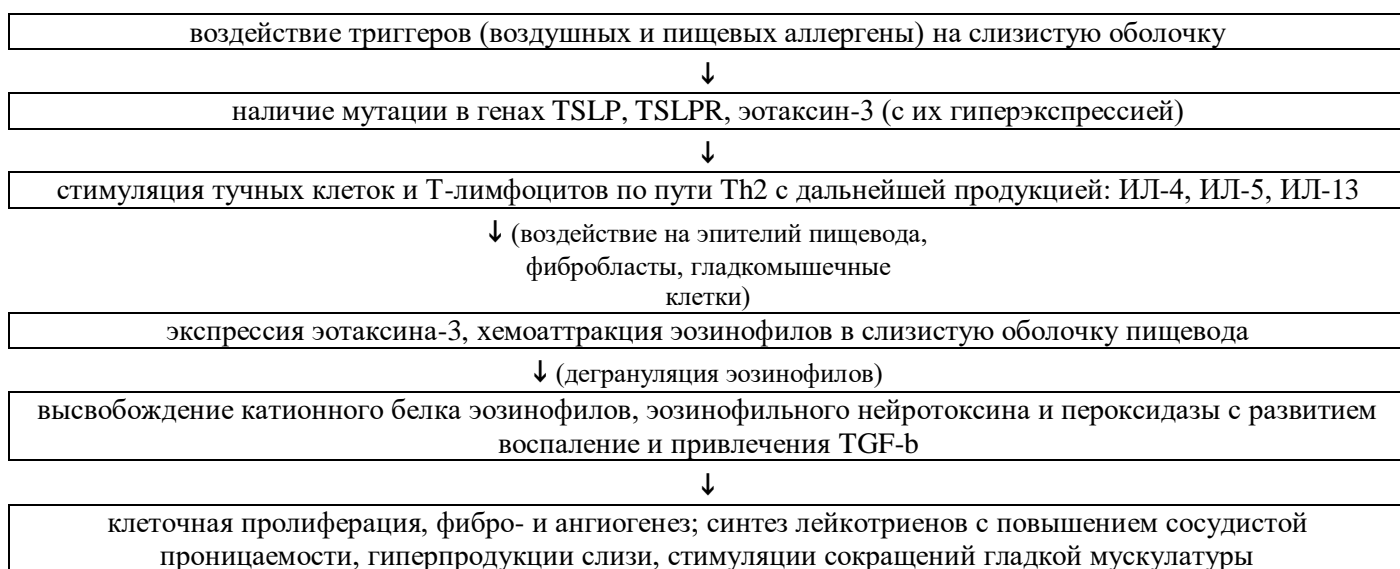 воздействие триггеров (воздушных и пищевых аллергены) на слизистую оболочку
↓
наличие мутации в генах TSLP, TSLPR, эотаксин-3 (с их гиперэкспрессией)
↓
стимуляция тучных клеток и Т-лимфоцитов по пути Th2 с дальнейшей продукцией: ИЛ-4, ИЛ-5, ИЛ-13
↓ (воздействие на эпителий пищевода,
фибробласты, гладкомышечные
клетки)
экспрессия эотаксина-3, хемоаттракция эозинофилов в слизистую оболочку пищевода
↓ (дегрануляция эозинофилов)
высвобождение катионного белка эозинофилов, эозинофильного нейротоксина и пероксидазы с развитием
воспаление и привлечения TGF-b
↓
клеточная пролиферация, фибро- и ангиогенез; синтез лейкотриенов с повышением сосудистой
проницаемости, гиперпродукции слизи, стимуляции сокращений гладкой мускулатуры